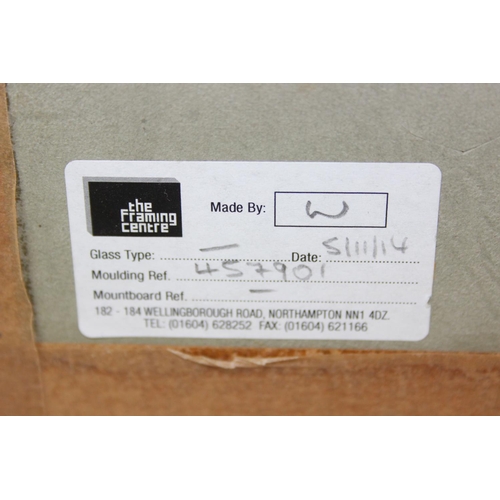 the
framing
centre
Made By: W
Glass Type: — Date: 5/11/14
Moulding Ref. 457901
Mountboard Ref. —
182 - 184 WELLINGBOROUGH ROAD, NORTHAMPTON NN1 4DZ.
TEL: (01604) 628252 FAX: (01604) 621166